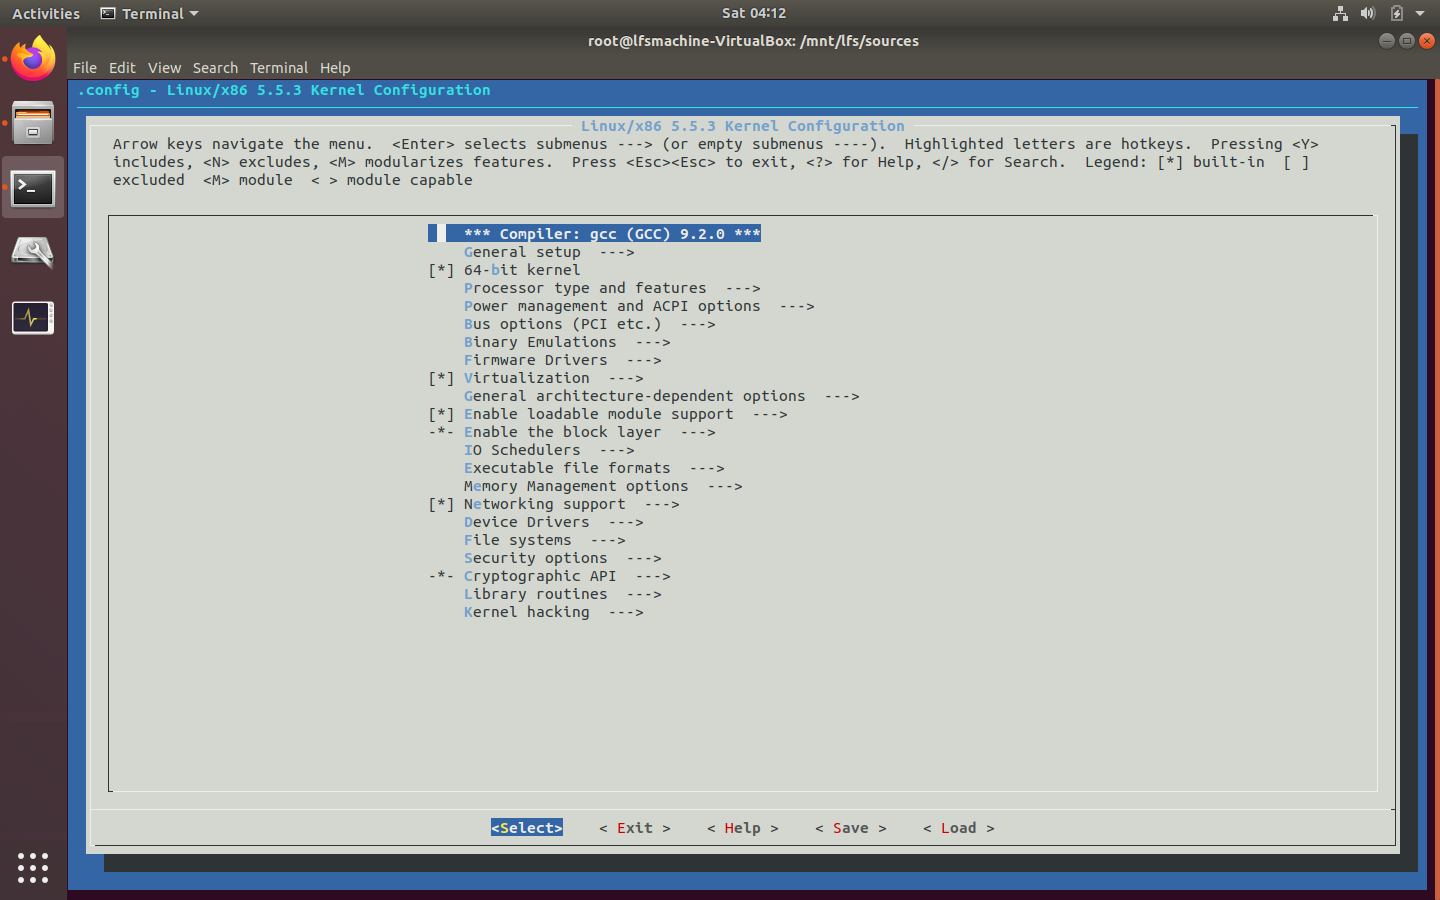 Activities Terminal Sat 04:12
root@lfsmachine-VirtualBox: /mnt/lfs/sources
File Edit View Search Terminal Help
.config - Linux/x86 5.5.3 Kernel Configuration
Linux/x86 5.5.3 Kernel Configuration
Arrow keys navigate the menu.  <Enter> selects submenus ---> (or empty submenus ----).  Highlighted letters are hotkeys.  Pressing <Y>
includes, <N> excludes, <M> modularizes features.  Press <Esc><Esc> to exit, <?> for Help, </> for Search.  Legend: [*] built-in  [ ]
excluded  <M> module  < > module capable
*** Compiler: gcc (GCC) 9.2.0 ***
General setup  --->
[*] 64-bit kernel
Processor type and features  --->
Power management and ACPI options  --->
Bus options (PCI etc.)  --->
Binary Emulations  --->
Firmware Drivers  --->
[*] Virtualization  --->
General architecture-dependent options  --->
[*] Enable loadable module support  --->
-*- Enable the block layer  --->
IO Schedulers  --->
Executable file formats  --->
Memory Management options  --->
[*] Networking support  --->
Device Drivers  --->
File systems  --->
Security options  --->
-*- Cryptographic API  --->
Library routines  --->
Kernel hacking  --->
<Select>    < Exit >    < Help >    < Save >    < Load >